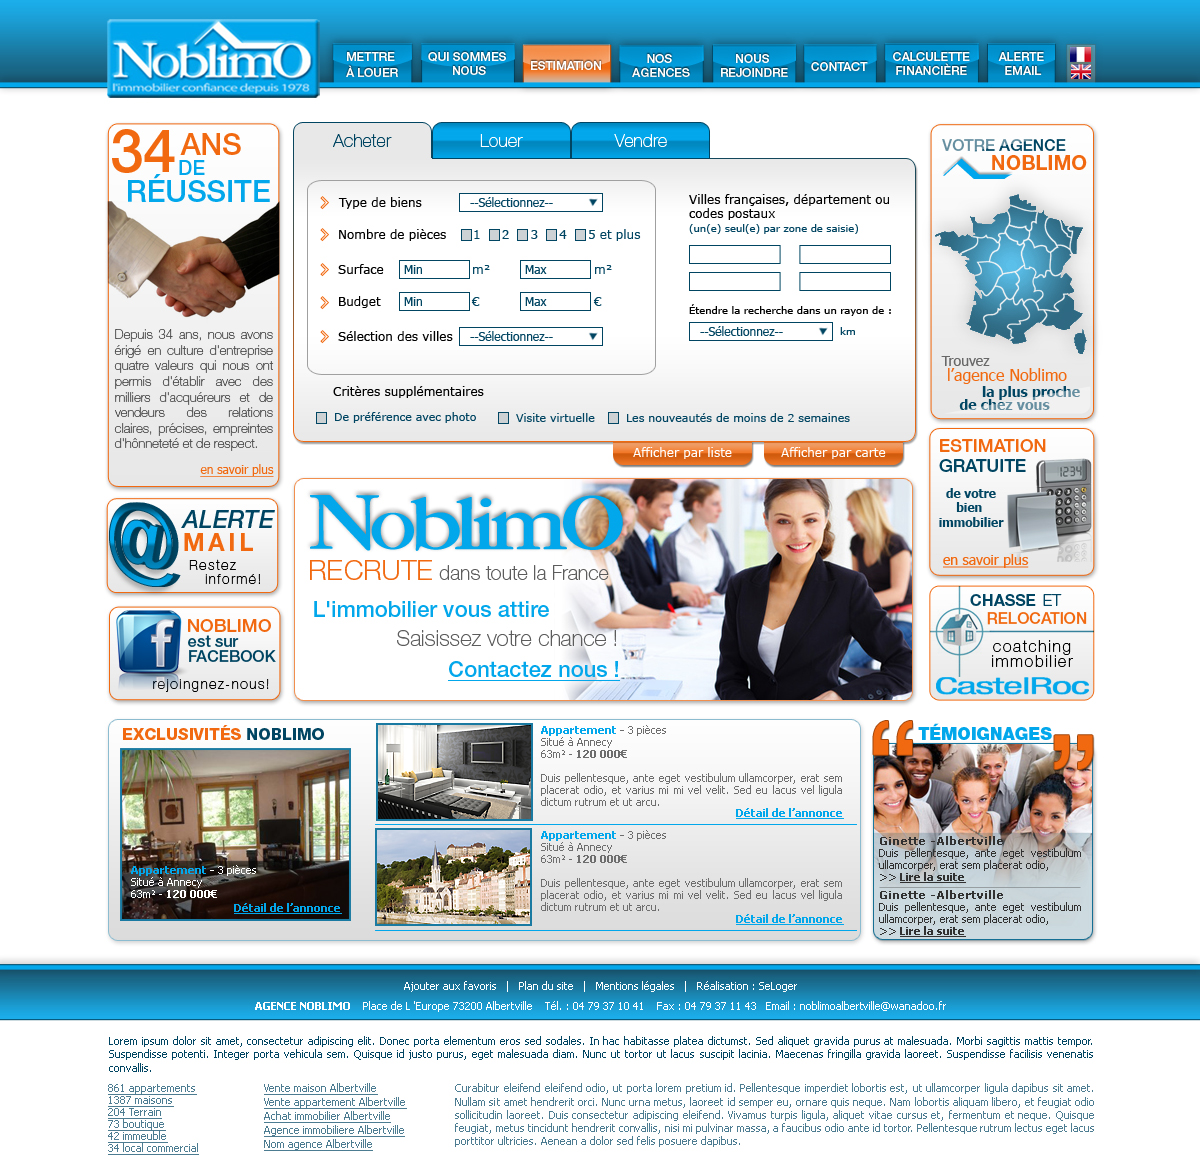 NoblimO
l'immobilier confiance depuis 1978
METTRE
À LOUER
QUI SOMMES
NOUS
ESTIMATION
NOS
AGENCES
NOUS
REJOINDRE
CONTACT
CALCULETTE
FINANCIÈRE
ALERTE
EMAIL
34 ANS
DE
RÉUSSITE
Depuis 34 ans, nous avons
érigé en culture d'entreprise
quatre valeurs qui nous ont
permis d'établir avec des
milliers d'acquéreurs et de
vendeurs des relations
claires, précises, empreintes
d'hônneteté et de respect.
en savoir plus
@ ALERTE
MAIL
Restez
informé!
f NOBLIMO
est sur
FACEBOOK
rejoingnez-nous!
Acheter
Louer
Vendre
Type de biens --Sélectionnez--
Nombre de pièces 1 2 3 4 5 et plus
Surface Min m² Max m²
Budget Min € Max €
Sélection des villes --Sélectionnez--
Villes françaises, département ou
codes postaux
(un(e) seul(e) par zone de saisie)
Étendre la recherche dans un rayon de :
--Sélectionnez-- km
Critères supplémentaires
De préférence avec photo Visite virtuelle Les nouveautés de moins de 2 semaines
Afficher par liste
Afficher par carte
NoblimO
RECRUTE dans toute la France
L'immobilier vous attire
Saisissez votre chance !
Contactez nous !
VOTRE AGENCE
NOBLIMO
Trouvez
l'agence Noblimo
la plus proche
de chez vous
ESTIMATION
GRATUITE
1234
de votre
bien
immobilier
en savoir plus
CHASSE ET
RELOCATION
coatching
immobilier
CastelRoc
EXCLUSIVITÉS NOBLIMO
Appartement - 3 pièces
Situé à Annecy
63m² - 120 000€
Détail de l'annonce
Appartement - 3 pièces
Situé à Annecy
63m² - 120 000€
Duis pellentesque, ante eget vestibulum ullamcorper, erat sem
placerat odio, et varius mi mi vel velit. Sed eu lacus vel ligula
dictum rutrum et ut arcu.
Détail de l'annonce
Appartement - 3 pièces
Situé à Annecy
63m² - 120 000€
Duis pellentesque, ante eget vestibulum ullamcorper, erat sem
placerat odio, et varius mi mi vel velit. Sed eu lacus vel ligula
dictum rutrum et ut arcu.
Détail de l'annonce
TÉMOIGNAGES
Ginette -Albertville
Duis pellentesque, ante eget vestibulum
ullamcorper, erat sem placerat odio,
>> Lire la suite
Ginette -Albertville
Duis pellentesque, ante eget vestibulum
ullamcorper, erat sem placerat odio,
>> Lire la suite
Ajouter aux favoris | Plan du site | Mentions légales | Réalisation : SeLoger
AGENCE NOBLIMO Place de L 'Europe 73200 Albertville Tél. : 04 79 37 10 41 Fax : 04 79 37 11 43 Email : noblimoalbertville@wanadoo.fr
Lorem ipsum dolor sit amet, consectetur adipiscing elit. Donec porta elementum eros sed sodales. In hac habitasse platea dictumst. Sed aliquet gravida purus at malesuada. Morbi sagittis mattis tempor.
Suspendisse potenti. Integer porta vehicula sem. Quisque id justo purus, eget malesuada diam. Nunc ut tortor ut lacus suscipit lacinia. Maecenas fringilla gravida laoreet. Suspendisse facilisis venenatis
convallis.
861 appartements
1387 maisons
204 Terrain
73 boutique
42 immeuble
34 local commercial
Vente maison Albertville
Vente appartement Albertville
Achat immobilier Albertville
Agence immobiliere Albertville
Nom agence Albertville
Curabitur eleifend eleifend odio, ut porta lorem pretium id. Pellentesque imperdiet lobortis est, ut ullamcorper ligula dapibus sit amet.
Nullam sit amet hendrerit orci. Nunc urna metus, laoreet id semper eu, ornare quis neque. Nam lobortis aliquam libero, et feugiat odio
sollicitudin laoreet. Duis consectetur adipiscing eleifend. Vivamus turpis ligula, aliquet vitae cursus et, fermentum et neque. Quisque
feugiat, metus tincidunt hendrerit convallis, nisi mi pulvinar massa, a faucibus odio ante id tortor. Pellentesque rutrum lectus eget lacus
porttitor ultricies. Aenean a dolor sed felis posuere dapibus.